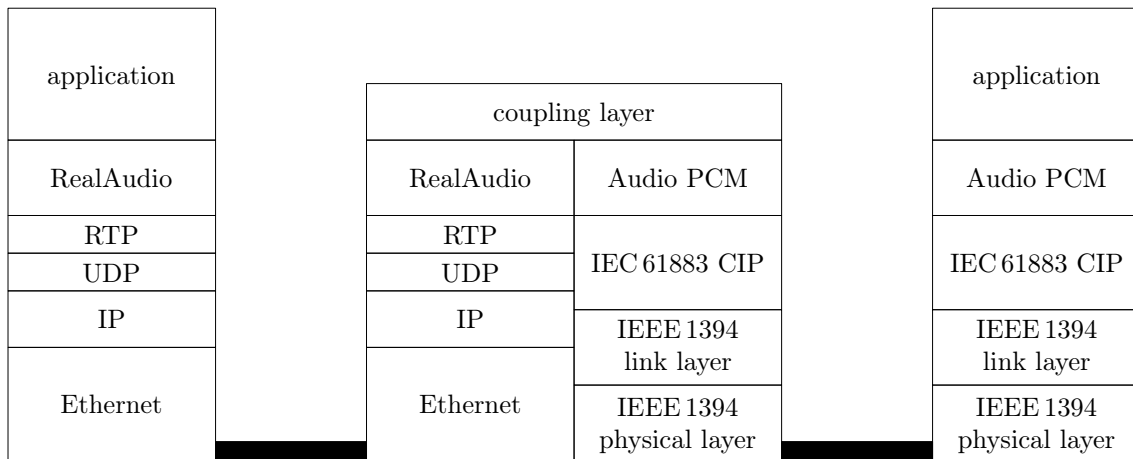 application
RealAudio
RTP
UDP
IP
Ethernet
coupling layer
RealAudio
RTP
UDP
IP
Ethernet
Audio PCM
IEC 61883 CIP
IEEE 1394
link layer
IEEE 1394
physical layer
application
Audio PCM
IEC 61883 CIP
IEEE 1394
link layer
IEEE 1394
physical layer